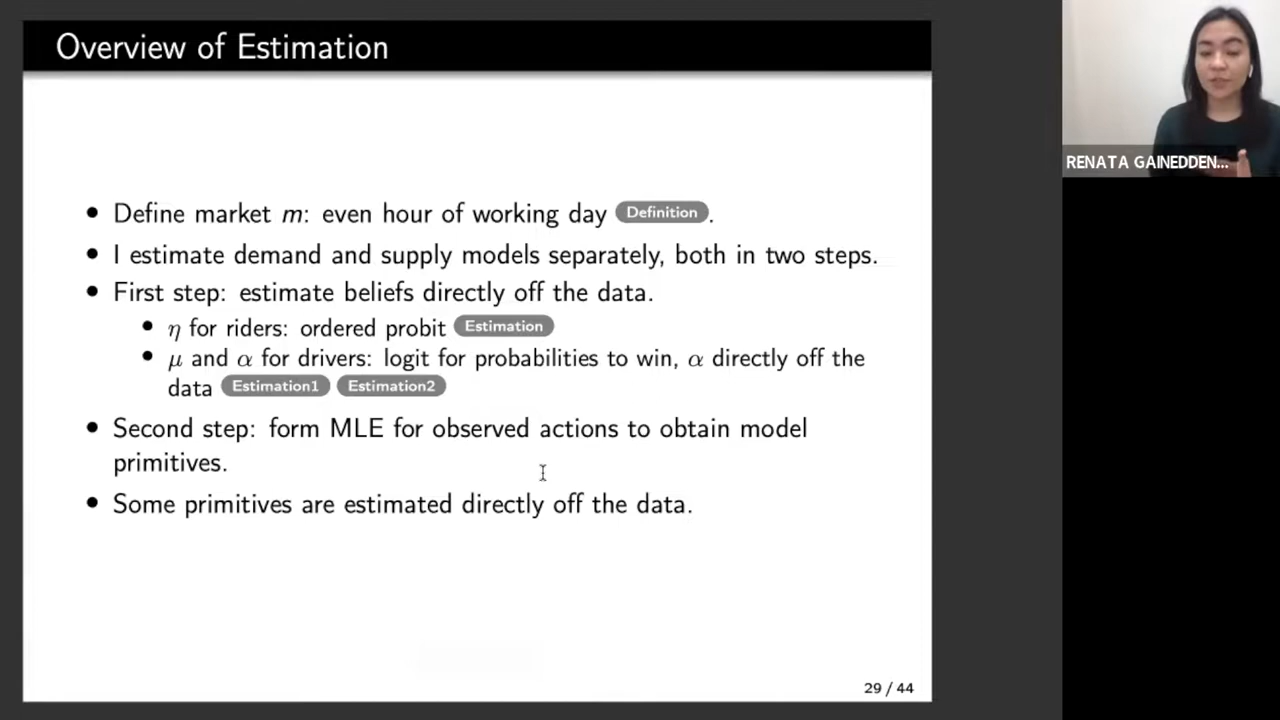 Overview of Estimation
RENATA GAINEDDEN...
• Define market m: even hour of working day Definition.
• I estimate demand and supply models separately, both in two steps.
• First step: estimate beliefs directly off the data.
• η for riders: ordered probit Estimation
• μ and α for drivers: logit for probabilities to win, α directly off the
data Estimation1 Estimation2
• Second step: form MLE for observed actions to obtain model
primitives.
• Some primitives are estimated directly off the data.
29 / 44